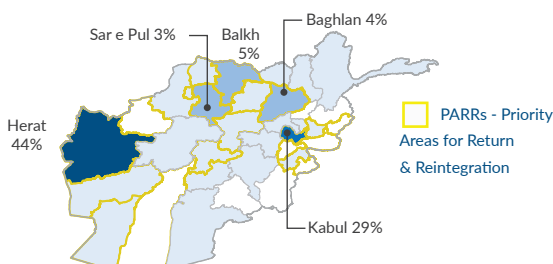 Baghlan 4%
Sar e Pul 3%
Balkh
5%
Herat
44%
PARRs - Priority
Areas for Return
& Reintegration
Kabul 29%